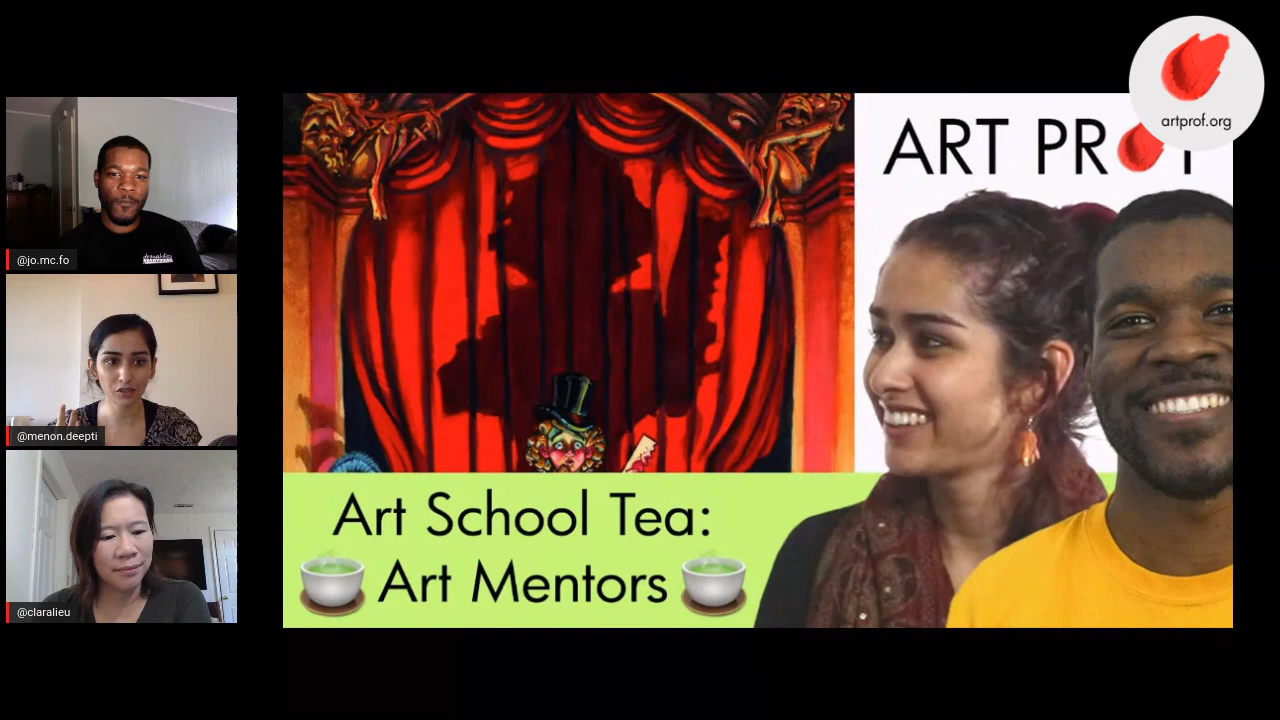 artprof.org
ART PR
@jo.mc.fo
@menon.deepti
@claralieu
Art School Tea:
Art Mentors